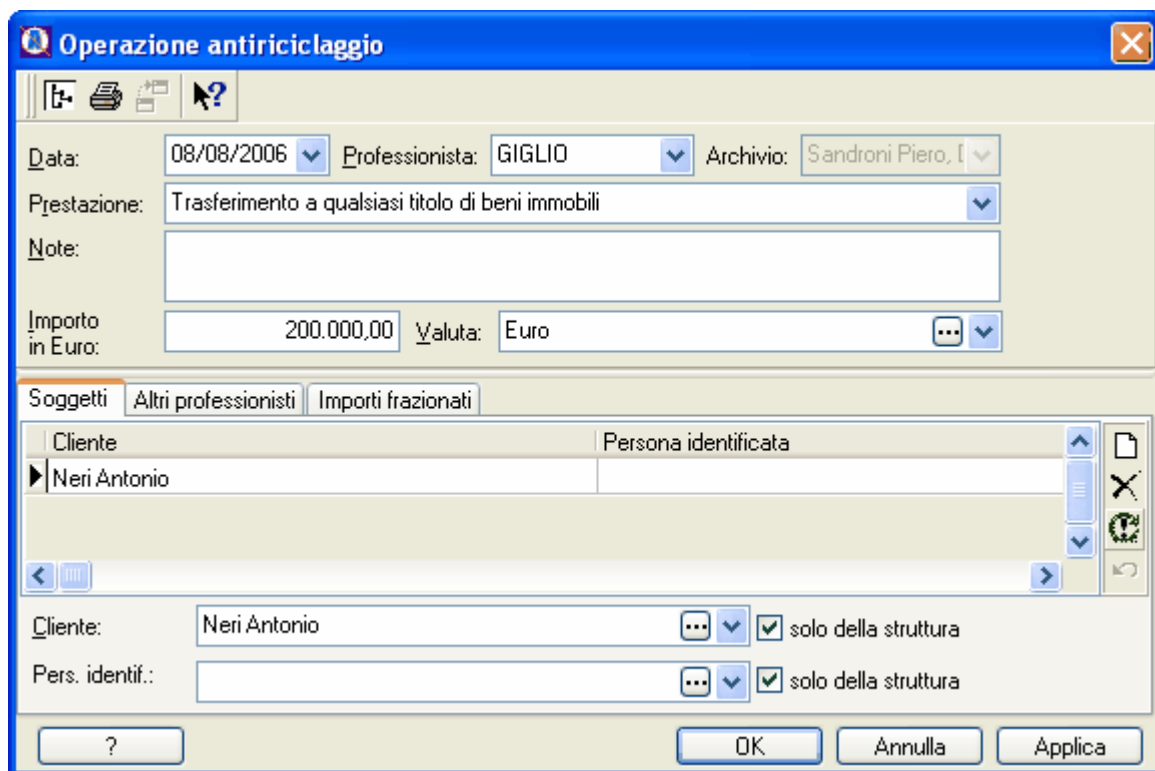 Operazione antiriciclaggio
Data: 08/08/2006 Professionista: GIGLIO Archivio: Sandroni Piero,
Prestazione: Trasferimento a qualsiasi titolo di beni immobili
Note:
Importo in Euro: 200.000,00 Valuta: Euro
Soggetti Altri professionisti Importi frazionati
Cliente Persona identificata
Neri Antonio
Cliente: Neri Antonio solo della struttura
Pers. identif.: solo della struttura
? OK Annulla Applica